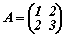 A = ( 1 2
2 3 )